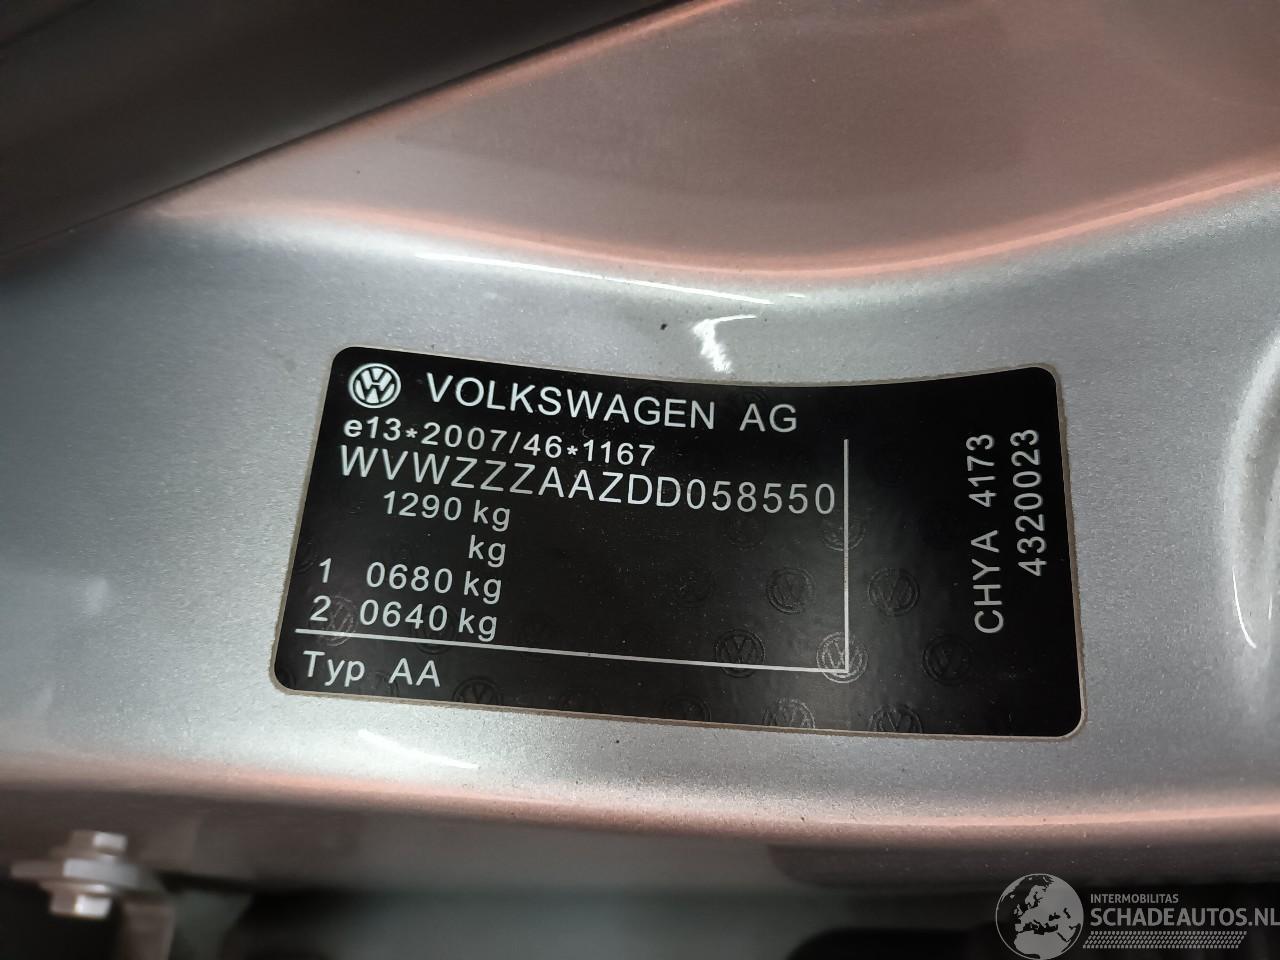 VOLKSWAGEN AG
e13*2007/46*1167
WVWZZZAAZDD058550
1290 kg
kg
1 0680 kg
2 0640 kg
Typ AA
CHYA 4173
4320023
INTERMOBILITAS
SCHADEAUTOS.NL